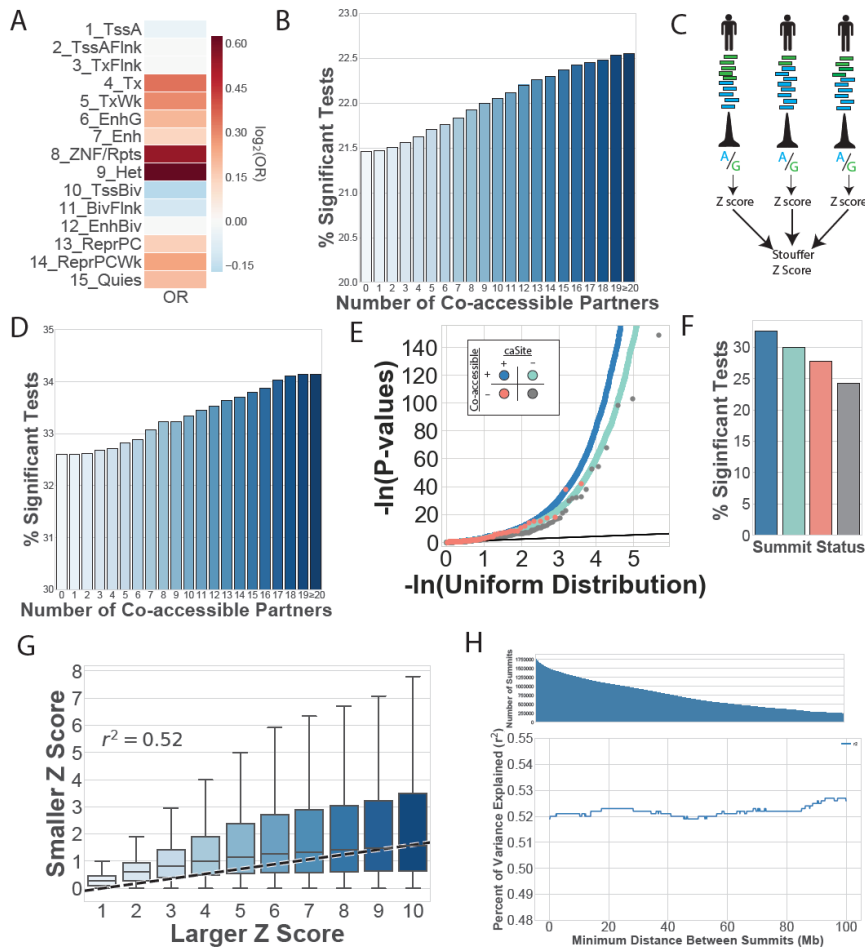 A
1_TssA
2_TssAFlnk
3_TxFlnk
4_Tx
5_TxWk
6_EnhG
7_Enh
8_ZNF/Rpts
9_Het
10_TssBiv
11_BivFlnk
12_EnhBiv
13_ReprPC
14_ReprPCWk
15_Quies
OR
0.60
0.45
0.30
0.15
0.00
−0.15
log2(OR)
B
% Significant Tests
23.0
22.5
22.0
21.5
21.0
20.5
20.0
0 1 2 3 4 5 6 7 8 9 10 11 12 13 14 15 16 17 18 19 ≥20
Number of Co-accessible Partners
C
A/G A/G A/G
Z score Z score Z score
Stouffer
Z Score
D
% Significant Tests
35
34
33
32
31
30
0 1 2 3 4 5 6 7 8 9 10 11 12 13 14 15 16 17 18 19 ≥20
Number of Co-accessible Partners
E
-ln(P-values)
140
120
100
80
60
40
20
0
caSite
+ −
Co-accessible
+
−
0 1 2 3 4 5
-ln(Uniform Distribution)
F
% Siginficant Tests
30
25
20
15
10
5
0
Summit Status
G
Smaller Z Score
8
7
6
5
4
3
2
1
0
r² = 0.52
1 2 3 4 5 6 7 8 9 10
Larger Z Score
H
Number of Summits
1750000
1500000
1250000
1000000
750000
500000
250000
0
Percent of Variance Explained (r²)
0.55
0.54
0.53
0.52
0.51
0.50
0.49
0.48
0 20 40 60 80 100
Minimum Distance Between Summits (Mb)